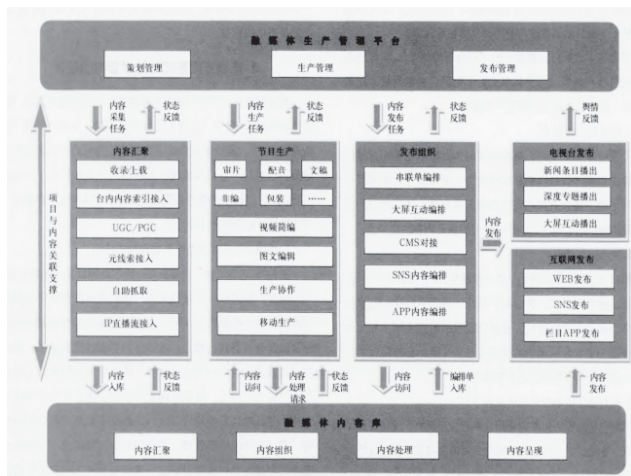 融媒体生产管理平台
策划管理
生产管理
发布管理
内容
采集
任务
状态
反馈
内容
生产
任务
状态
反馈
内容
发布
任务
状态
反馈
舆情
反馈
项目与内容关联支撑
内容汇聚
收录/上载
台内内容索引接入
UGC/PGC
元线索接入
自助抓取
IP直播流接入
节目生产
审片
配音
文稿
非编
包装
……
视频简编
图文编辑
生产协作
移动生产
发布组织
串联单编排
大屏互动编排
CMS对接
SNS内容编排
APP内容编排
内容
发布
电视台发布
新闻条目播出
深度专题播出
大屏互动播出
互联网发布
WEB发布
SNS发布
栏目APP发布
内容
入库
状态
反馈
内容
访问
内容
处理
请求
状态
反馈
内容
访问
编排单
入库
内容
发布
融媒体内容库
内容汇聚
内容组织
内容处理
内容呈现